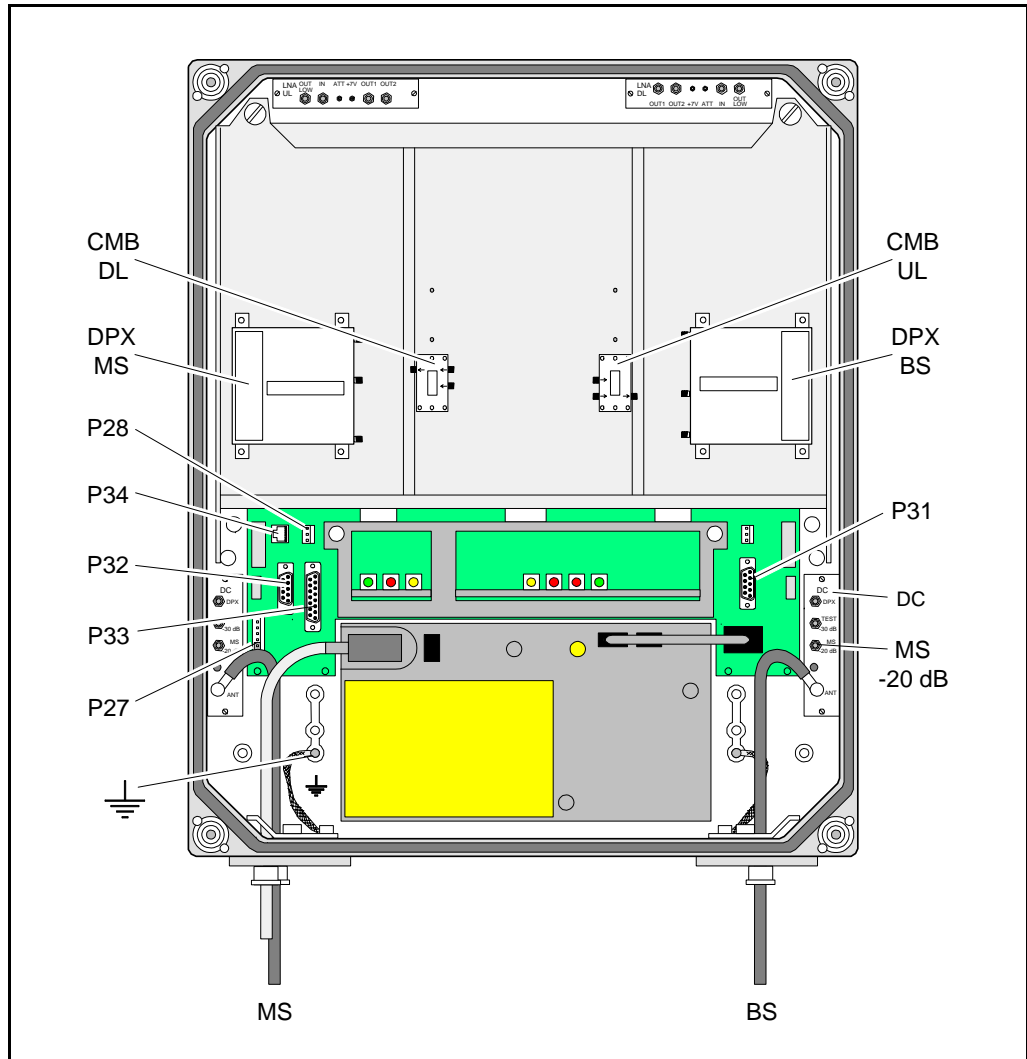 LNA
UL
OUT
LOW
IN
ATT
+7V
OUT1
OUT2
LNA
DL
OUT1
OUT2
+7V
ATT
IN
OUT
LOW
CMB
DL
CMB
UL
DPX
MS
DPX
BS
P28
P34
P31
P32
P33
P27
DC
DPX
-30 dB
MS
-20
ANT
DC
DPX
TEST
-30 dB
MS
-20 dB
ANT
DC
MS
-20 dB
MS
BS